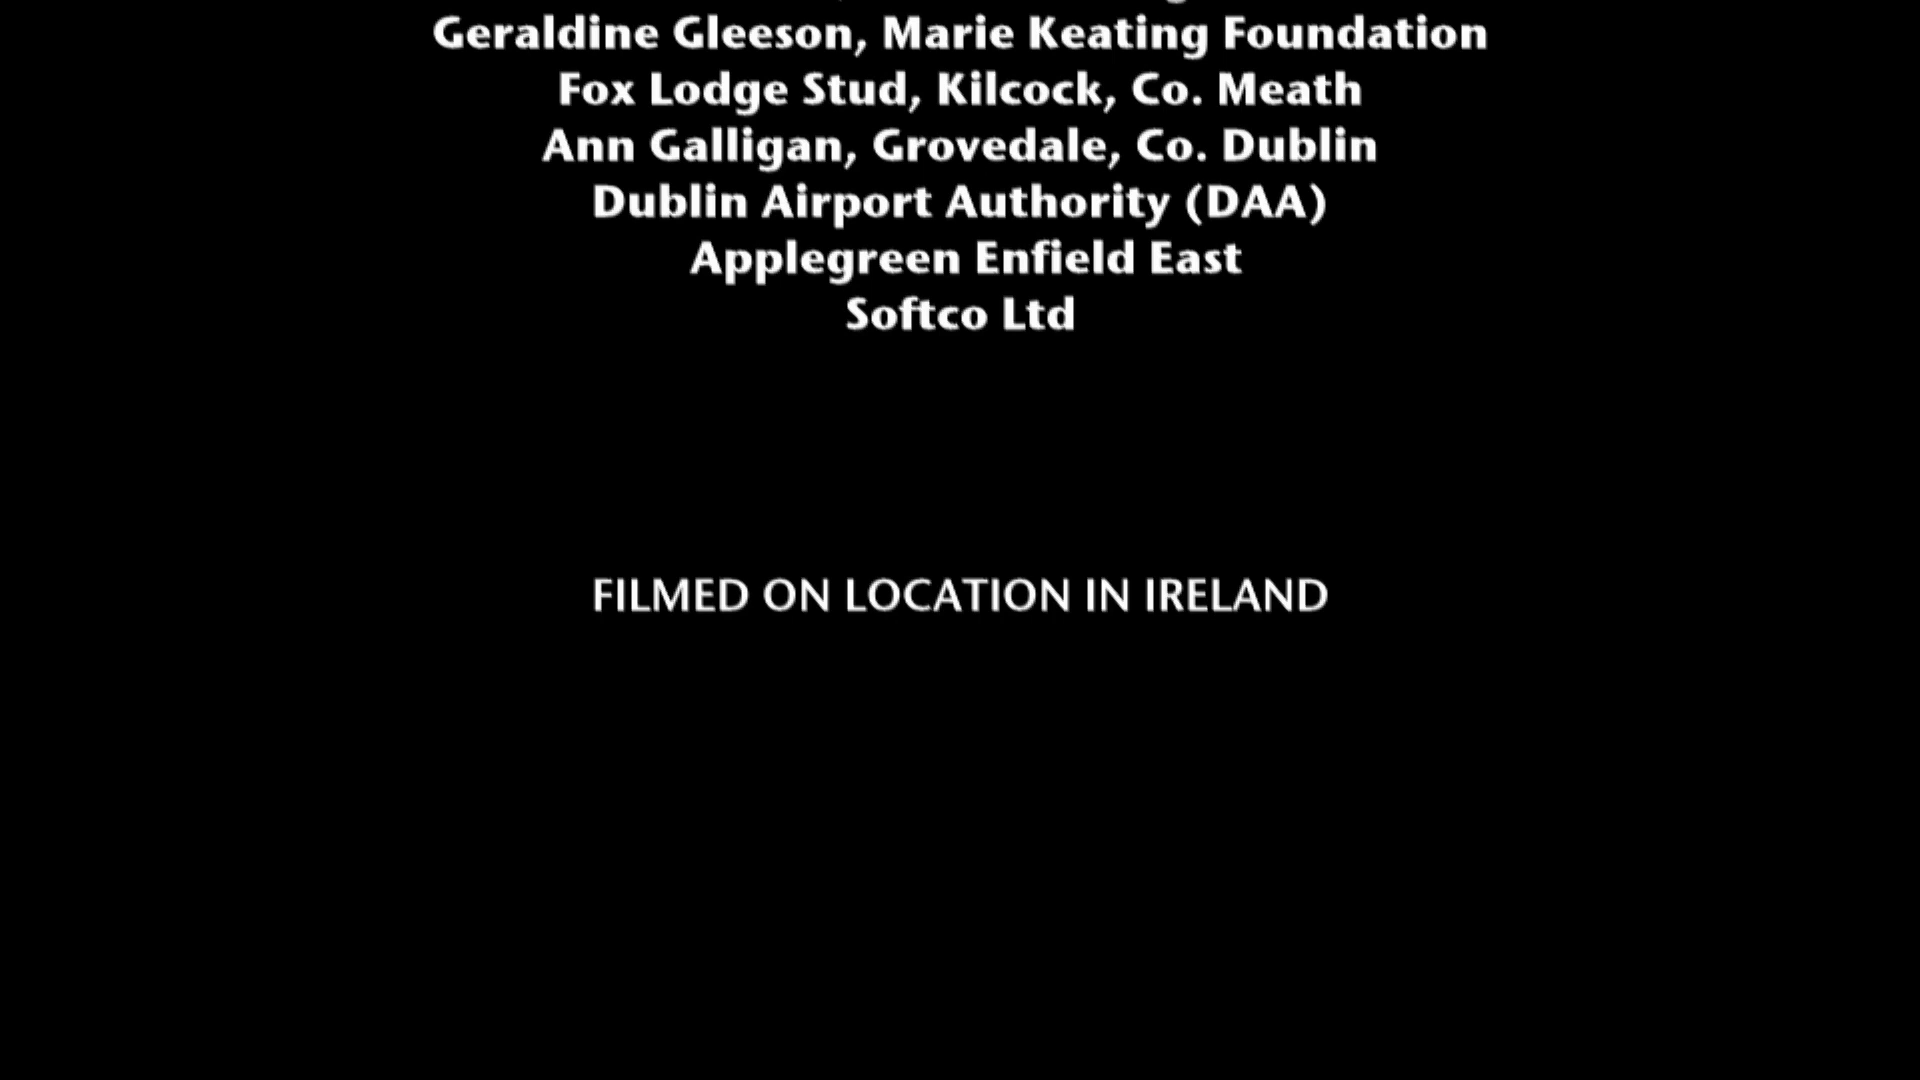 Geraldine Gleeson, Marie Keating Foundation
Fox Lodge Stud, Kilcock, Co. Meath
Ann Galligan, Grovedale, Co. Dublin
Dublin Airport Authority (DAA)
Applegreen Enfield East
Softco Ltd
FILMED ON LOCATION IN IRELAND